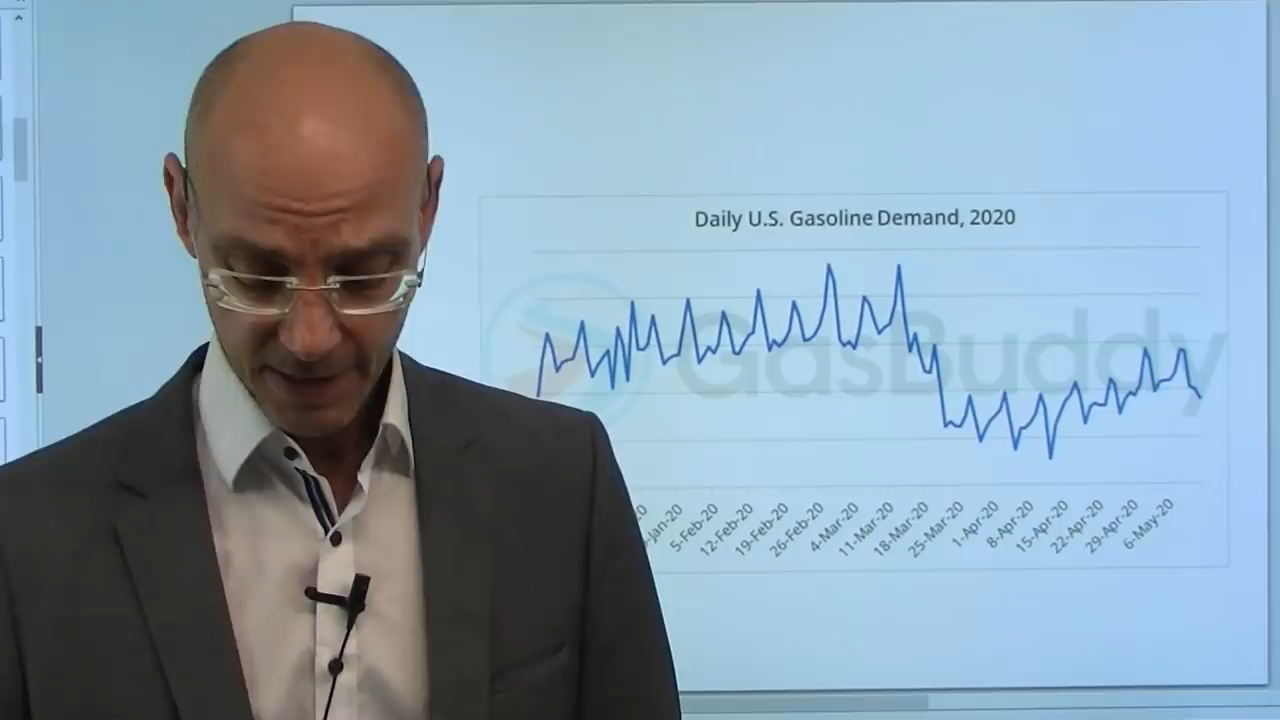 Daily U.S. Gasoline Demand, 2020
GasBuddy
5-Feb-20
12-Feb-20
19-Feb-20
26-Feb-20
4-Mar-20
11-Mar-20
18-Mar-20
25-Mar-20
1-Apr-20
8-Apr-20
15-Apr-20
22-Apr-20
29-Apr-20
6-May-20